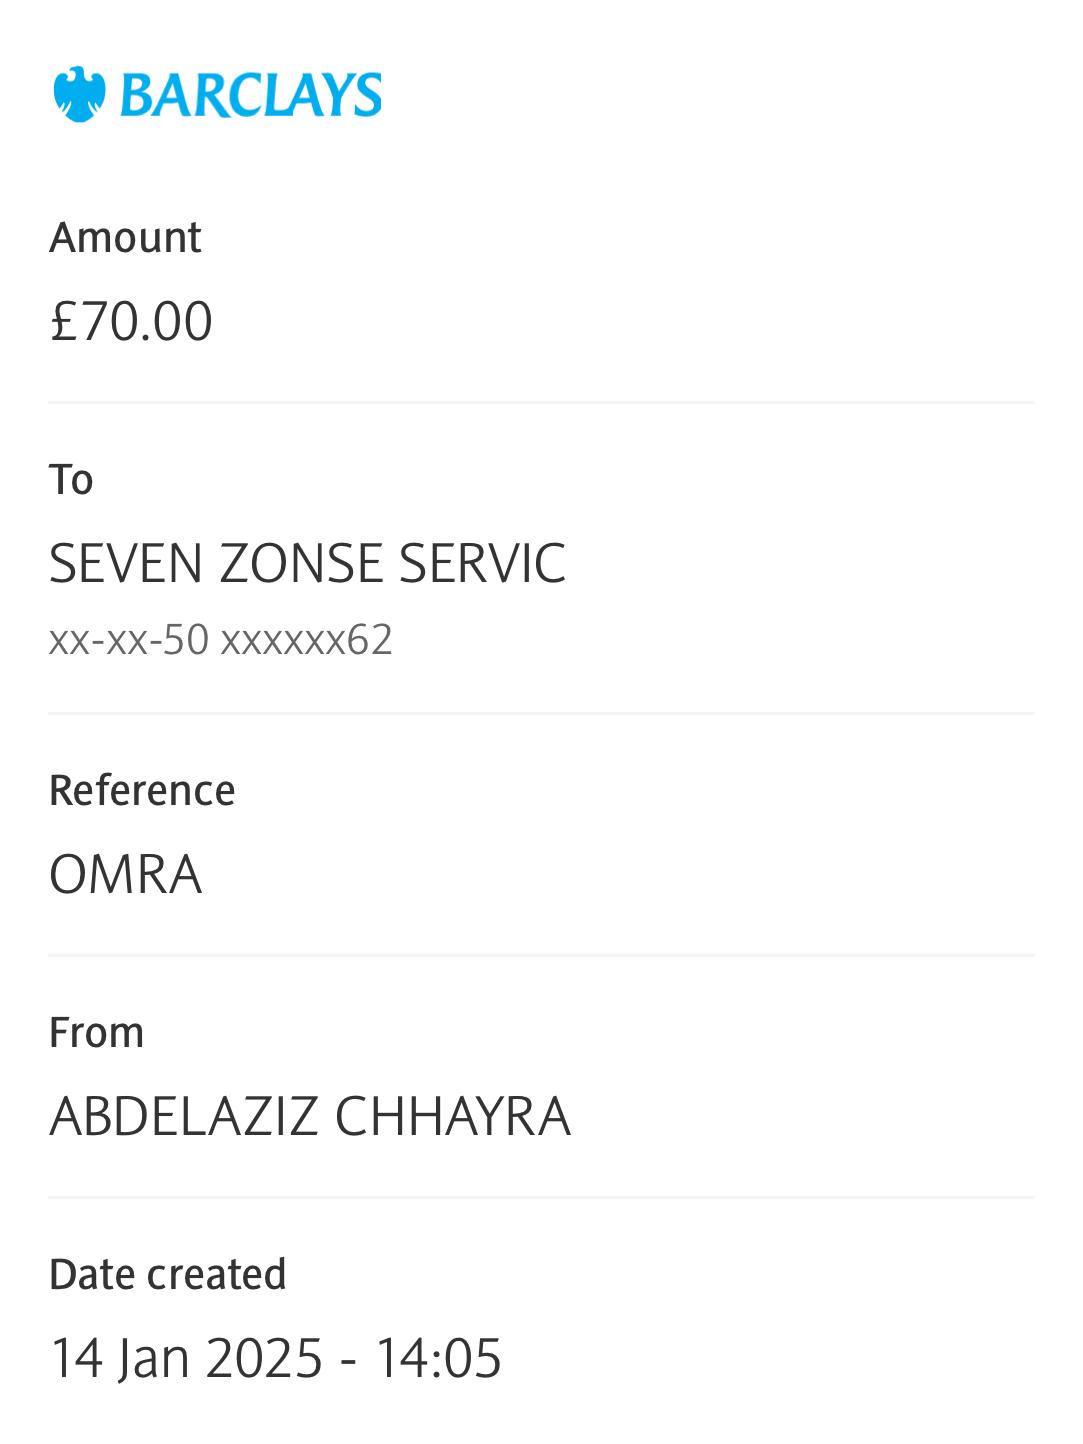 BARCLAYS
Amount
£70.00
To
SEVEN ZONSE SERVIC
xx-xx-50 xxxxxx62
Reference
OMRA
From
ABDELAZIZ CHHAYRA
Date created
14 Jan 2025 - 14:05